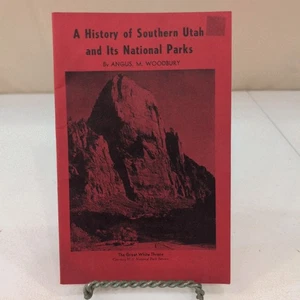 A History of Southern Utah
and Its National Parks
By ANGUS M. WOODBURY
The Great White Throne